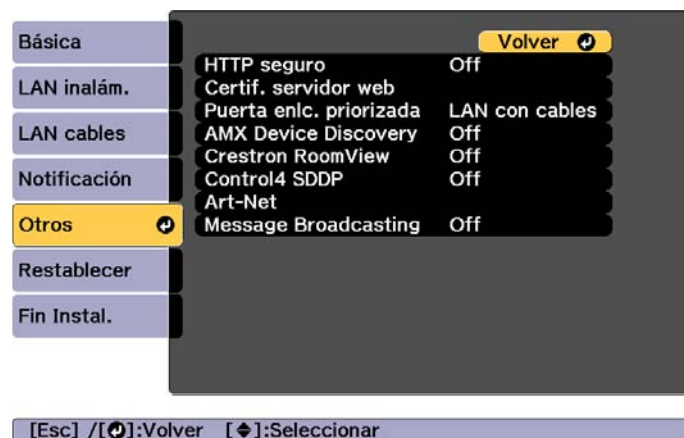 Básica
LAN inalám.
LAN cables
Notificación
Otros
Restablecer
Fin Instal.
Volver
HTTP seguro Off
Certif. servidor web
Puerta enlc. priorizada LAN con cables
AMX Device Discovery Off
Crestron RoomView Off
Control4 SDDP Off
Art-Net
Message Broadcasting Off
[Esc] /[⏎]:Volver [◆]:Seleccionar